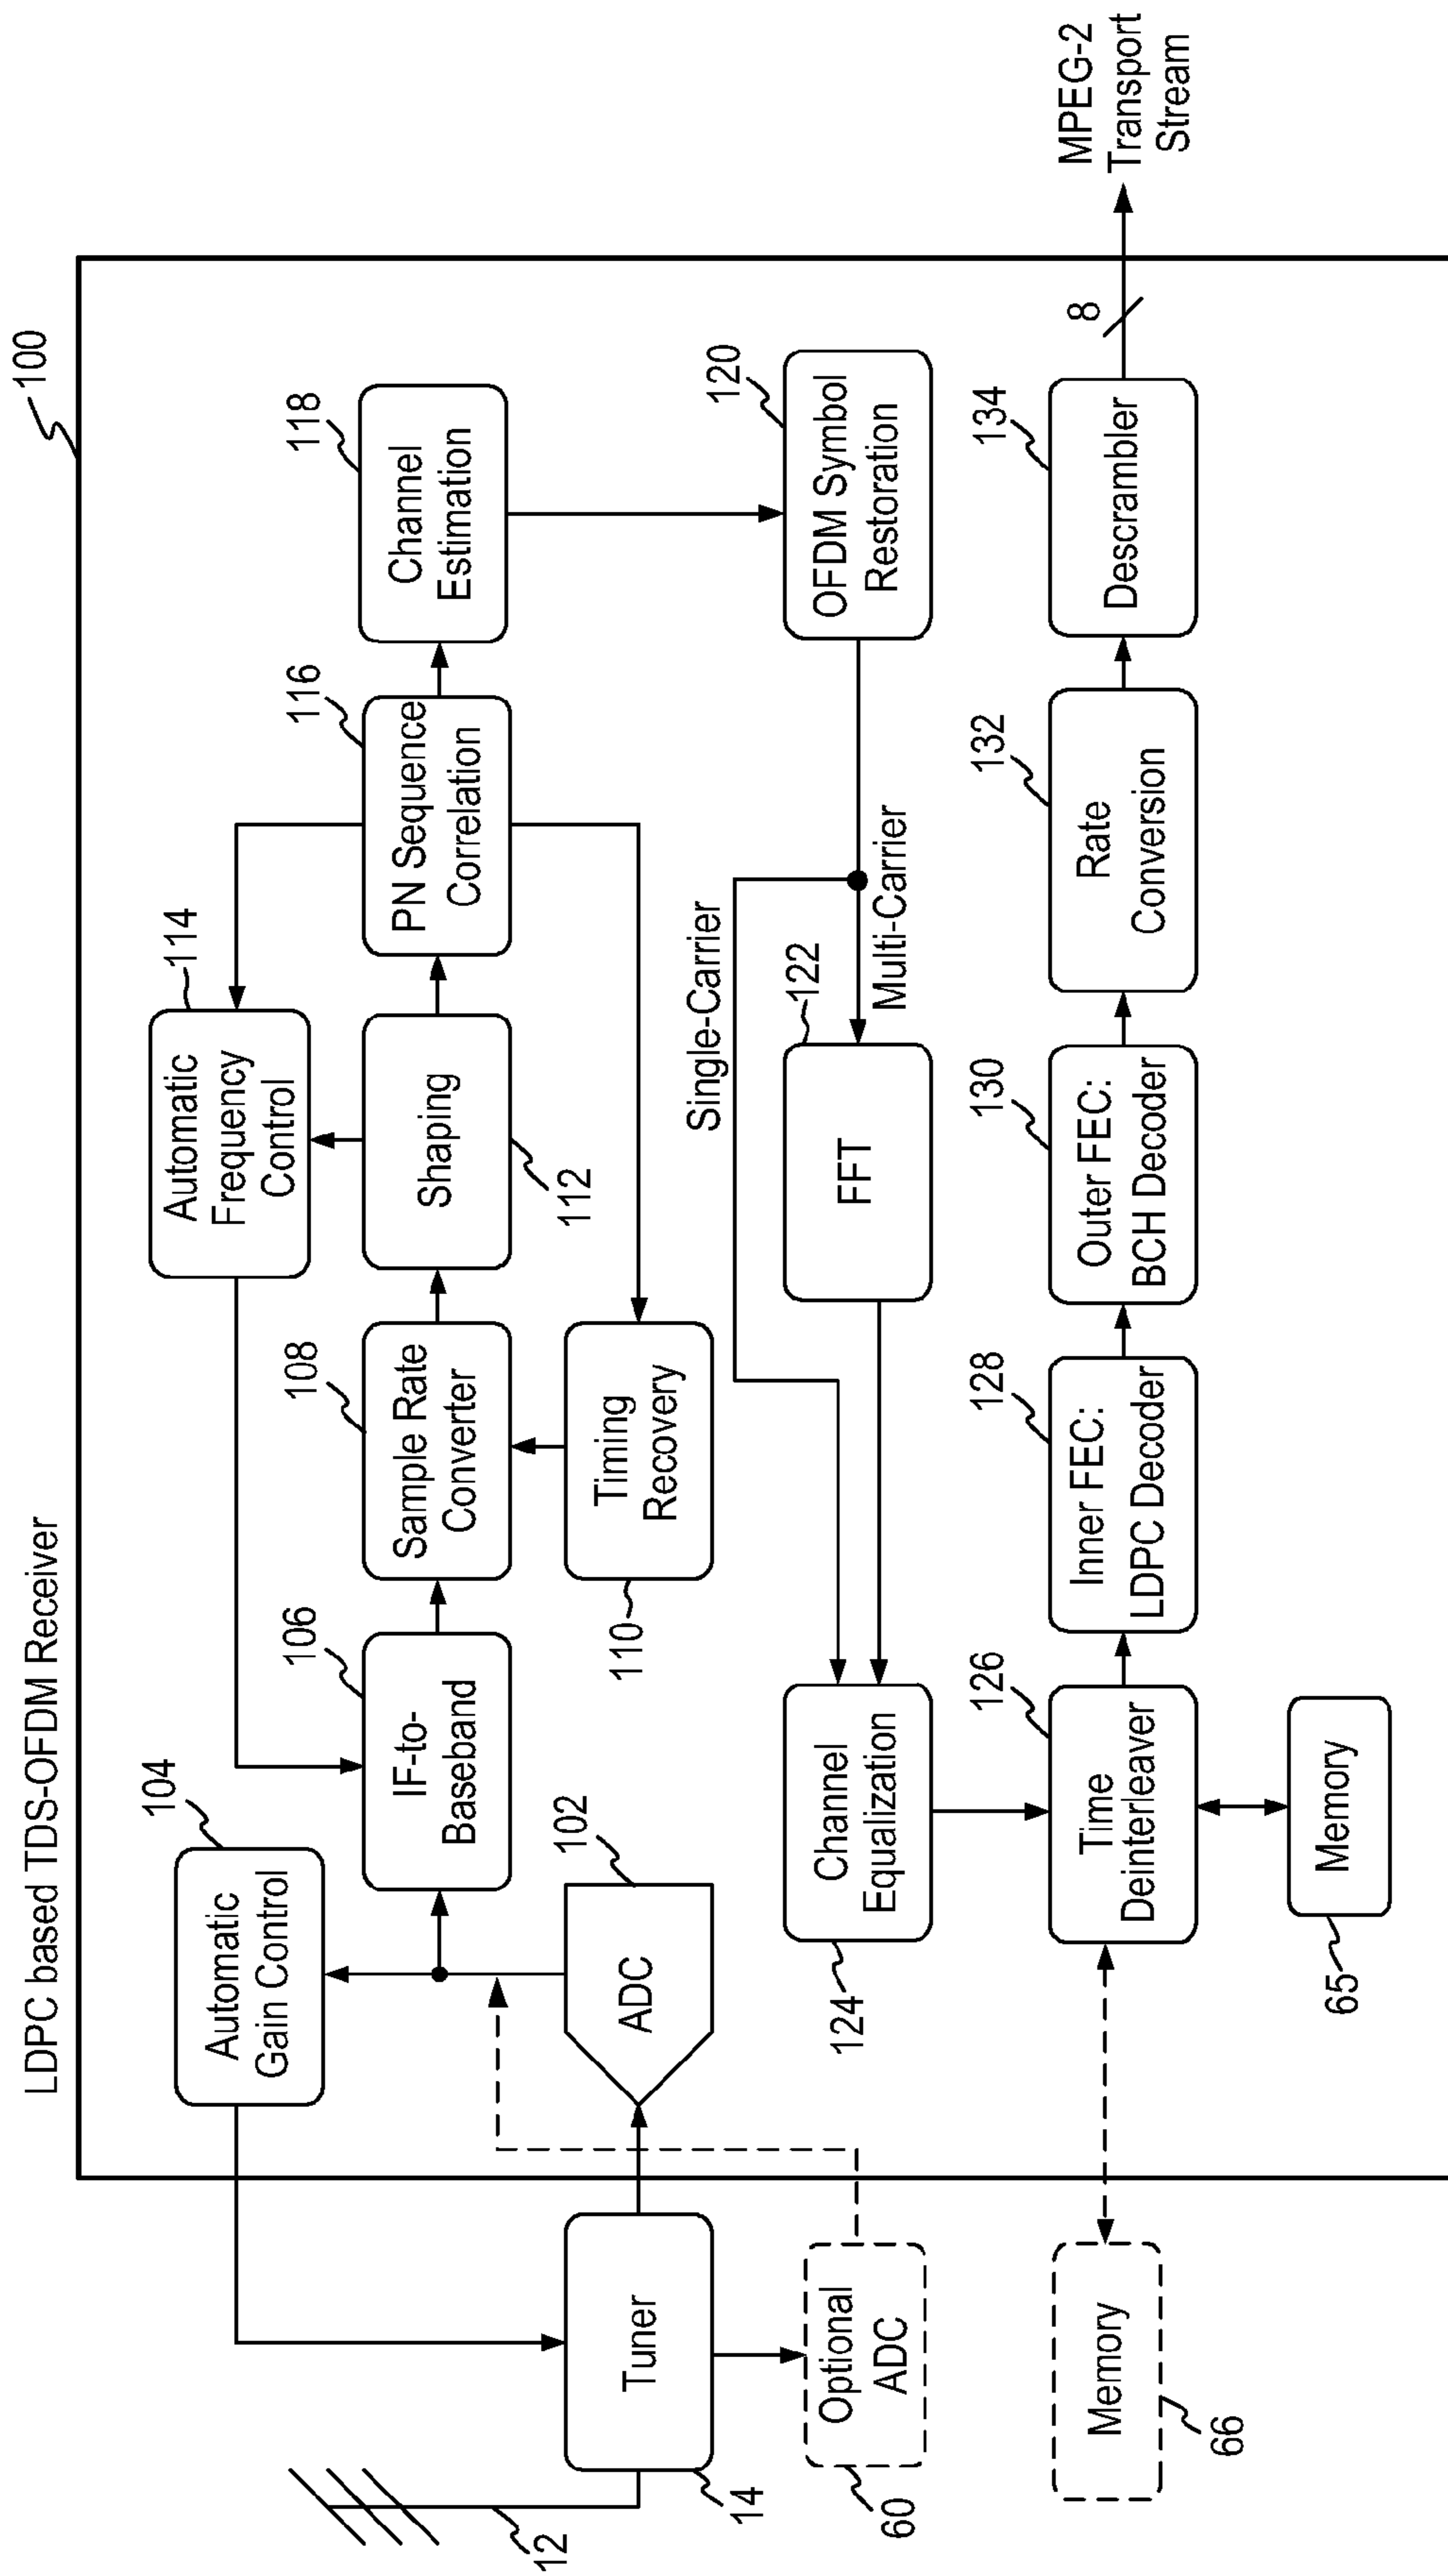 LDPC based TDS-OFDM Receiver
100
104
Automatic
Gain Control
114
Automatic
Frequency
Control
106
IF-to-
Baseband
108
Sample Rate
Converter
Shaping
112
116
PN Sequence
Correlation
118
Channel
Estimation
12
Tuner
14
ADC
102
Timing
Recovery
110
Single-Carrier
Optional
ADC
60
Channel
Equalization
124
FFT
122
Multi-Carrier
OFDM Symbol
Restoration
120
Memory
66
Time
Deinterleaver
126
Inner FEC:
LDPC Decoder
128
Outer FEC:
BCH Decoder
130
Rate
Conversion
132
Descrambler
134
8
MPEG-2
Transport
Stream
Memory
65